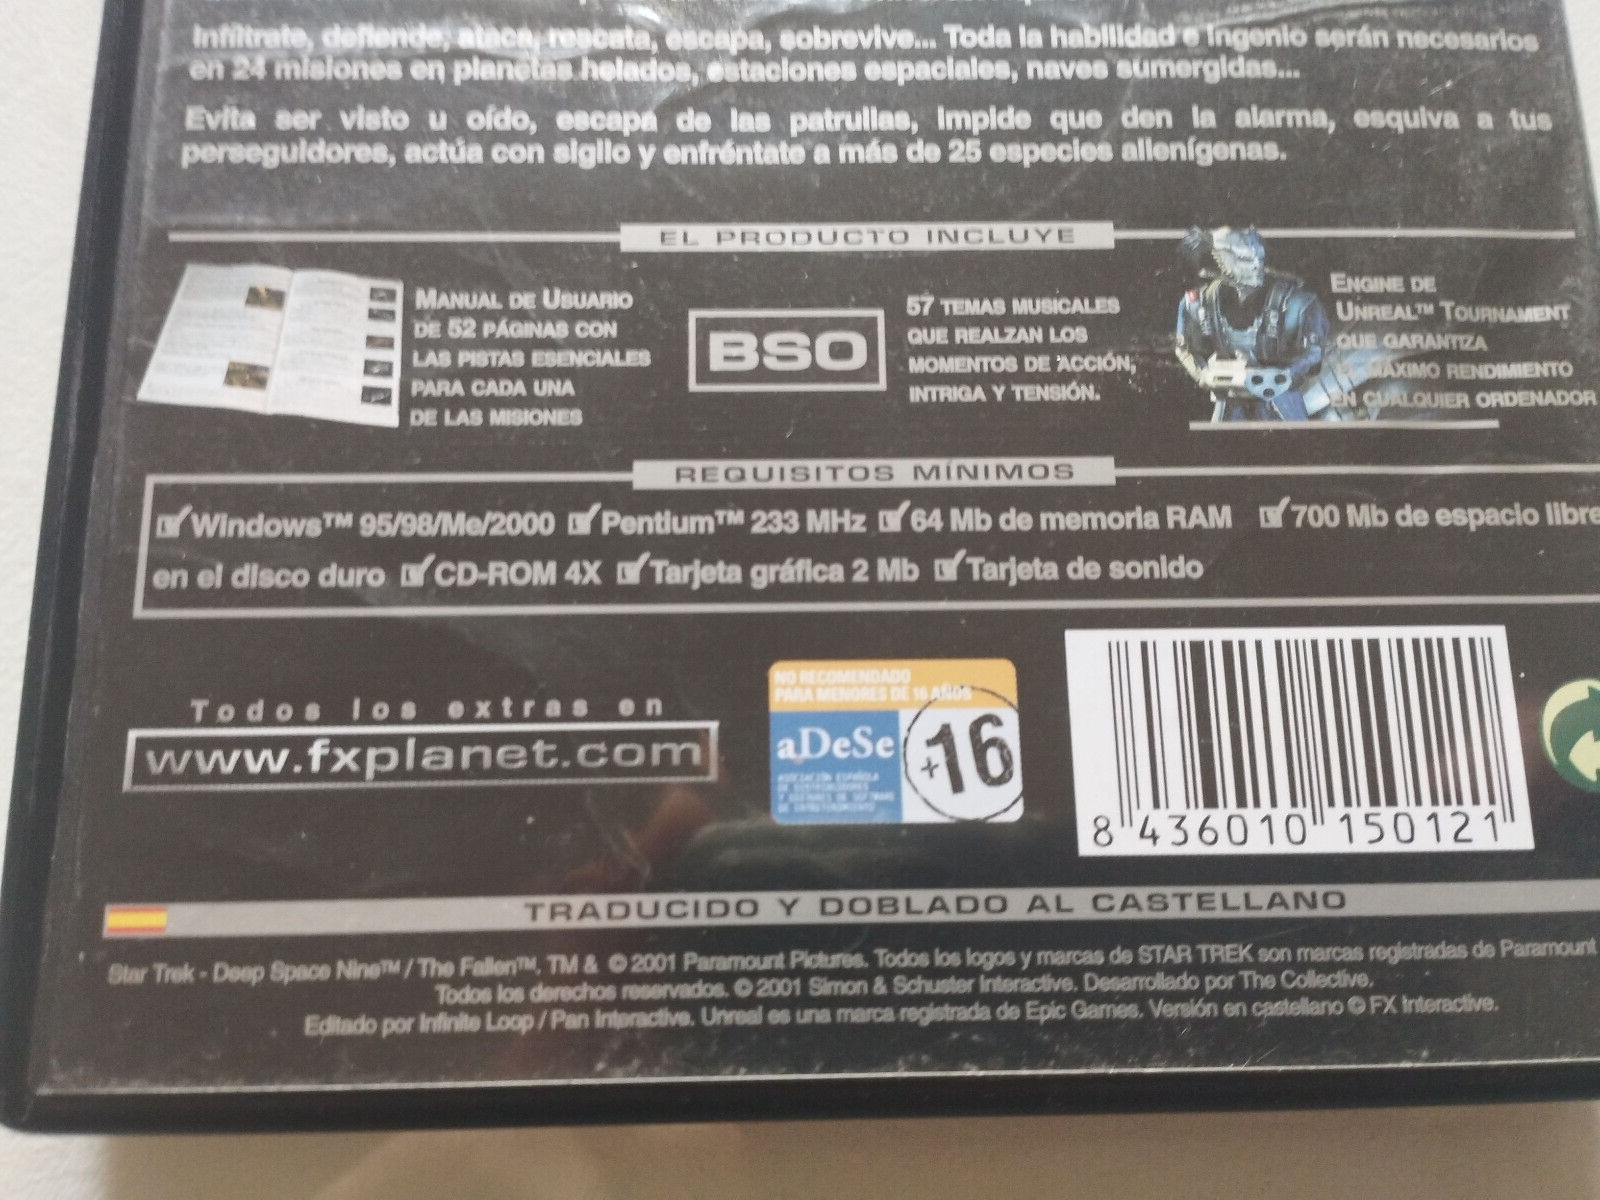 Infíltrate, defiende, ataca, rescata, escapa, sobrevive... Toda la habilidad e ingenio serán necesarios
en 24 misiones en planetas helados, estaciones espaciales, naves sumergidas...
Evita ser visto u oído, escapa de las patrullas, impide que den la alarma, esquiva a tus
perseguidores, actúa con sigilo y enfréntate a más de 25 especies alienígenas.
EL PRODUCTO INCLUYE
MANUAL DE USUARIO
DE 52 PÁGINAS CON
LAS PISTAS ESENCIALES
PARA CADA UNA
DE LAS MISIONES
BSO
57 TEMAS MUSICALES
QUE REALZAN LOS
MOMENTOS DE ACCIÓN,
INTRIGA Y TENSIÓN.
ENGINE DE
UNREAL™ TOURNAMENT
QUE GARANTIZA
EL MÁXIMO RENDIMIENTO
EN CUALQUIER ORDENADOR
REQUISITOS MÍNIMOS
Windows™ 95/98/Me/2000 Pentium™ 233 MHz 64 Mb de memoria RAM 700 Mb de espacio libre
en el disco duro CD-ROM 4X Tarjeta gráfica 2 Mb Tarjeta de sonido
Todos los extras en
www.fxplanet.com
NO RECOMENDADO
PARA MENORES DE 16 AÑOS
aDeSe
+16
ASOCIACIÓN ESPAÑOLA
DE DISTRIBUIDORES
Y EDITORES DE SOFTWARE
DE ENTRETENIMIENTO
8 436010 150121
TRADUCIDO Y DOBLADO AL CASTELLANO
Star Trek - Deep Space Nine™ / The Fallen™, TM & © 2001 Paramount Pictures. Todos los logos y marcas de STAR TREK son marcas registradas de Paramount
Todos los derechos reservados. © 2001 Simon & Schuster Interactive. Desarrollado por The Collective.
Editado por Infinite Loop / Pan Interactive. Unreal es una marca registrada de Epic Games. Versión en castellano © FX Interactive.